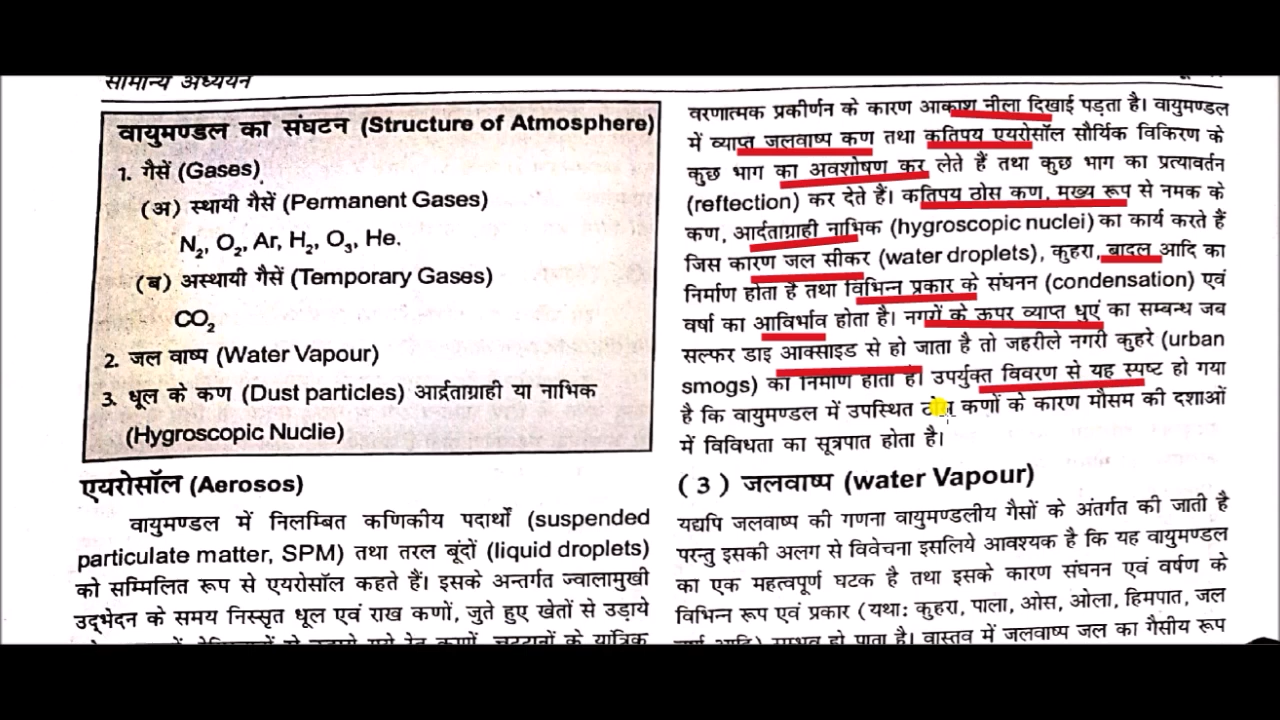 सामान्य अध्ययन
वायुमण्डल का संघटन (Structure of Atmosphere)
1. गैसें (Gases)
(अ) स्थायी गैसें (Permanent Gases)
N₂, O₂, Ar, H₂, O₃, He.
(ब) अस्थायी गैसें (Temporary Gases)
CO₂
2. जल वाष्प (Water Vapour)
3. धूल के कण (Dust particles) आर्द्रताग्राही या नाभिक
(Hygroscopic Nuclie)
एयरोसॉल (Aerosos)
वायुमण्डल में निलम्बित कणिकीय पदार्थों (suspended
particulate matter, SPM) तथा तरल बूंदों (liquid droplets)
को सम्मिलित रूप से एयरोसॉल कहते हैं। इसके अन्तर्गत ज्वालामुखी
उद्भेदन के समय निस्सृत धूल एवं राख कणों, जुते हुए खेतों से उड़ाये
कणों, चट्टानों के यांत्रिक
वरणात्मक प्रकीर्णन के कारण आकाश नीला दिखाई पड़ता है। वायुमण्डल
में व्याप्त जलवाष्प कण तथा कतिपय एयरोसॉल सौर्यिक विकिरण के
कुछ भाग का अवशोषण कर लेते हैं तथा कुछ भाग का प्रत्यावर्तन
(reftection) कर देते हैं। कतिपय ठोस कण, मुख्य रूप से नमक के
कण, आर्दताग्राही नाभिक (hygroscopic nuclei) का कार्य करते हैं
जिस कारण जल सीकर (water droplets), कुहरा, बादल आदि का
निर्माण होता है तथा विभिन्न प्रकार के संघनन (condensation) एवं
वर्षा का आविर्भाव होता है। नगरों के ऊपर व्याप्त धुएं का सम्बन्ध जब
सल्फर डाइ आक्साइड से हो जाता है तो जहरीले नगरी कुहरे (urban
smogs) का निर्माण होता है। उपर्युक्त विवरण से यह स्पष्ट हो गया
है कि वायुमण्डल में उपस्थित ठोस कणों के कारण मौसम की दशाओं
में विविधता का सूत्रपात होता है।
(3) जलवाष्प (water Vapour)
यद्यपि जलवाष्प की गणना वायुमण्डलीय गैसों के अंतर्गत की जाती है
परन्तु इसकी अलग से विवेचना इसलिये आवश्यक है कि यह वायुमण्डल
का एक महत्वपूर्ण घटक है तथा इसके कारण संघनन एवं वर्षण के
विभिन्न रूप एवं प्रकार (यथा: कुहरा, पाला, ओस, ओला, हिमपात, जल
वर्षा आदि) सम्भव हो पाता है। वास्तव में जलवाष्प जल का गैसीय रूप